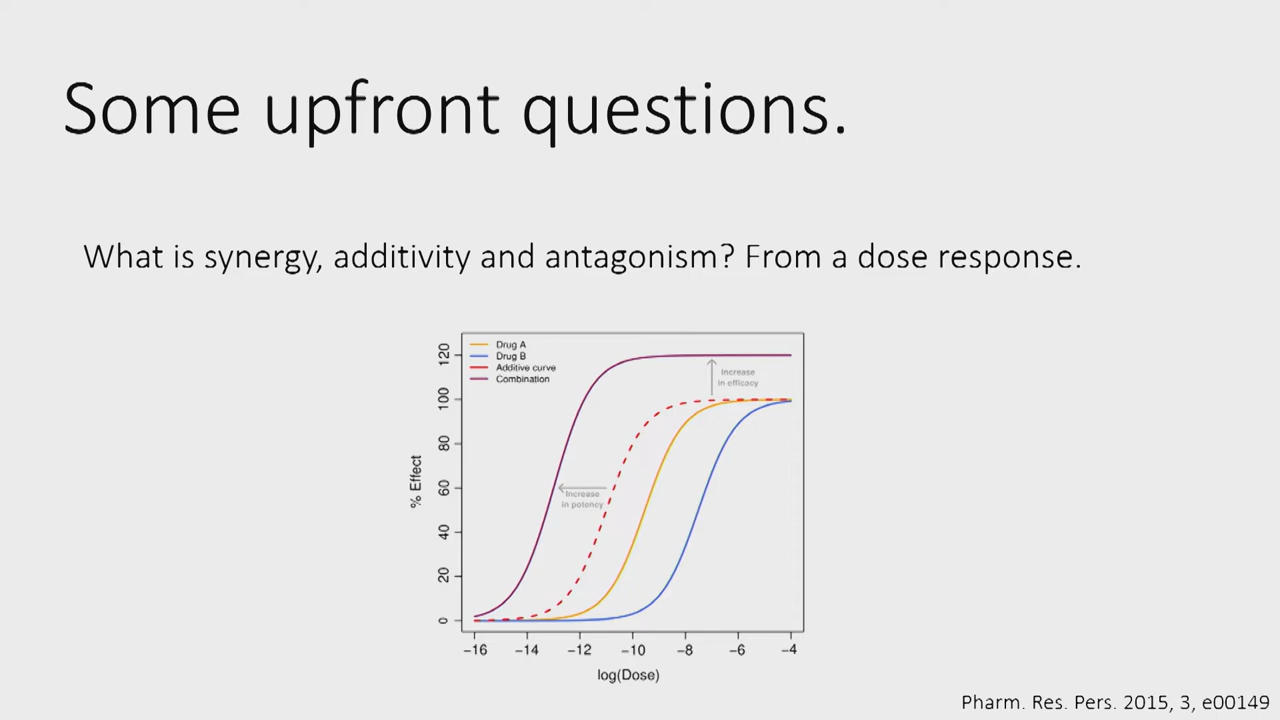 Some upfront questions.
What is synergy, additivity and antagonism? From a dose response.
Drug A
Drug B
Additive curve
Combination
Increase
in efficacy
Increase
in potency
% Effect
120
100
80
60
40
20
0
−16 −14 −12 −10 −8 −6 −4
log(Dose)
Pharm. Res. Pers. 2015, 3, e00149